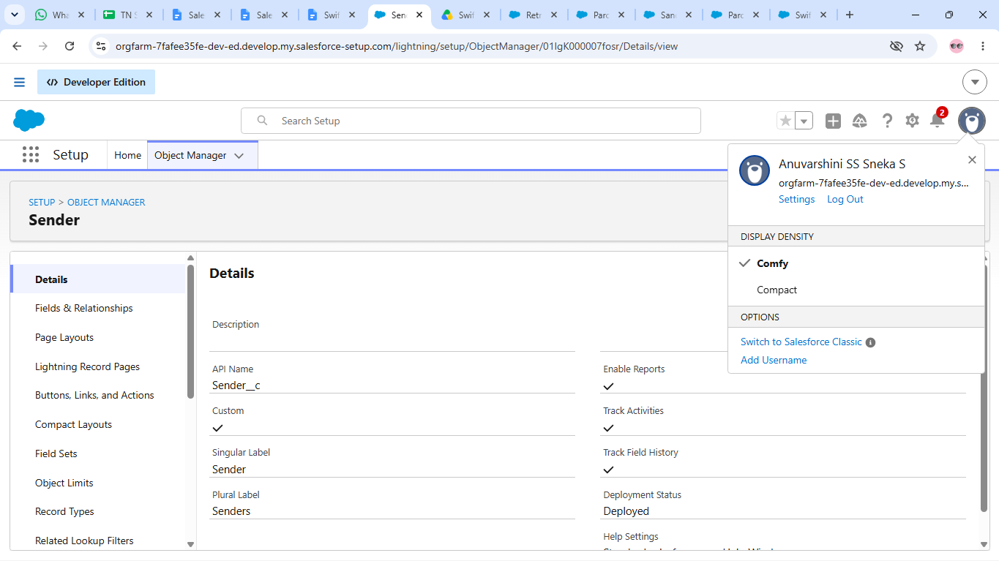 Wha
TN S
Sale
Sale
Swif
Sen
Swif
Retr
Parc
San
Parc
Swif
orgfarm-7fafee35fe-dev-ed.develop.my.salesforce-setup.com/lightning/setup/ObjectManager/01IgK000007fosr/Details/view
Developer Edition
Search Setup
2
Setup
Home
Object Manager
Anuvarshini SS Sneka S
orgfarm-7fafee35fe-dev-ed.develop.my.s...
Settings Log Out
SETUP > OBJECT MANAGER
Sender
DISPLAY DENSITY
Comfy
Compact
OPTIONS
Switch to Salesforce Classic
Add Username
Details
Fields & Relationships
Page Layouts
Lightning Record Pages
Buttons, Links, and Actions
Compact Layouts
Field Sets
Object Limits
Record Types
Related Lookup Filters
Details
Description
API Name
Sender__c
Custom
Singular Label
Sender
Plural Label
Senders
Enable Reports
Track Activities
Track Field History
Deployment Status
Deployed
Help Settings